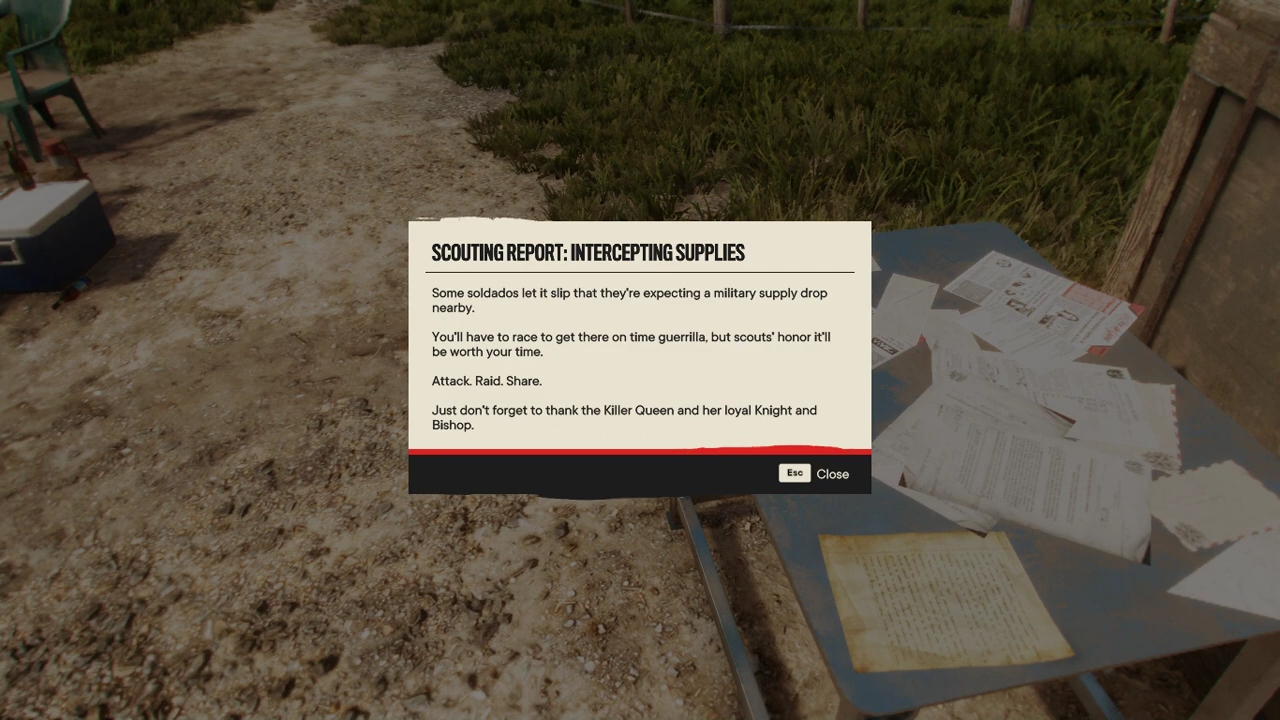 SCOUTING REPORT: INTERCEPTING SUPPLIES
Some soldados let it slip that they're expecting a military supply drop
nearby.
You'll have to race to get there on time guerrilla, but scouts' honor it'll
be worth your time.
Attack. Raid. Share.
Just don't forget to thank the Killer Queen and her loyal Knight and
Bishop.
Esc Close